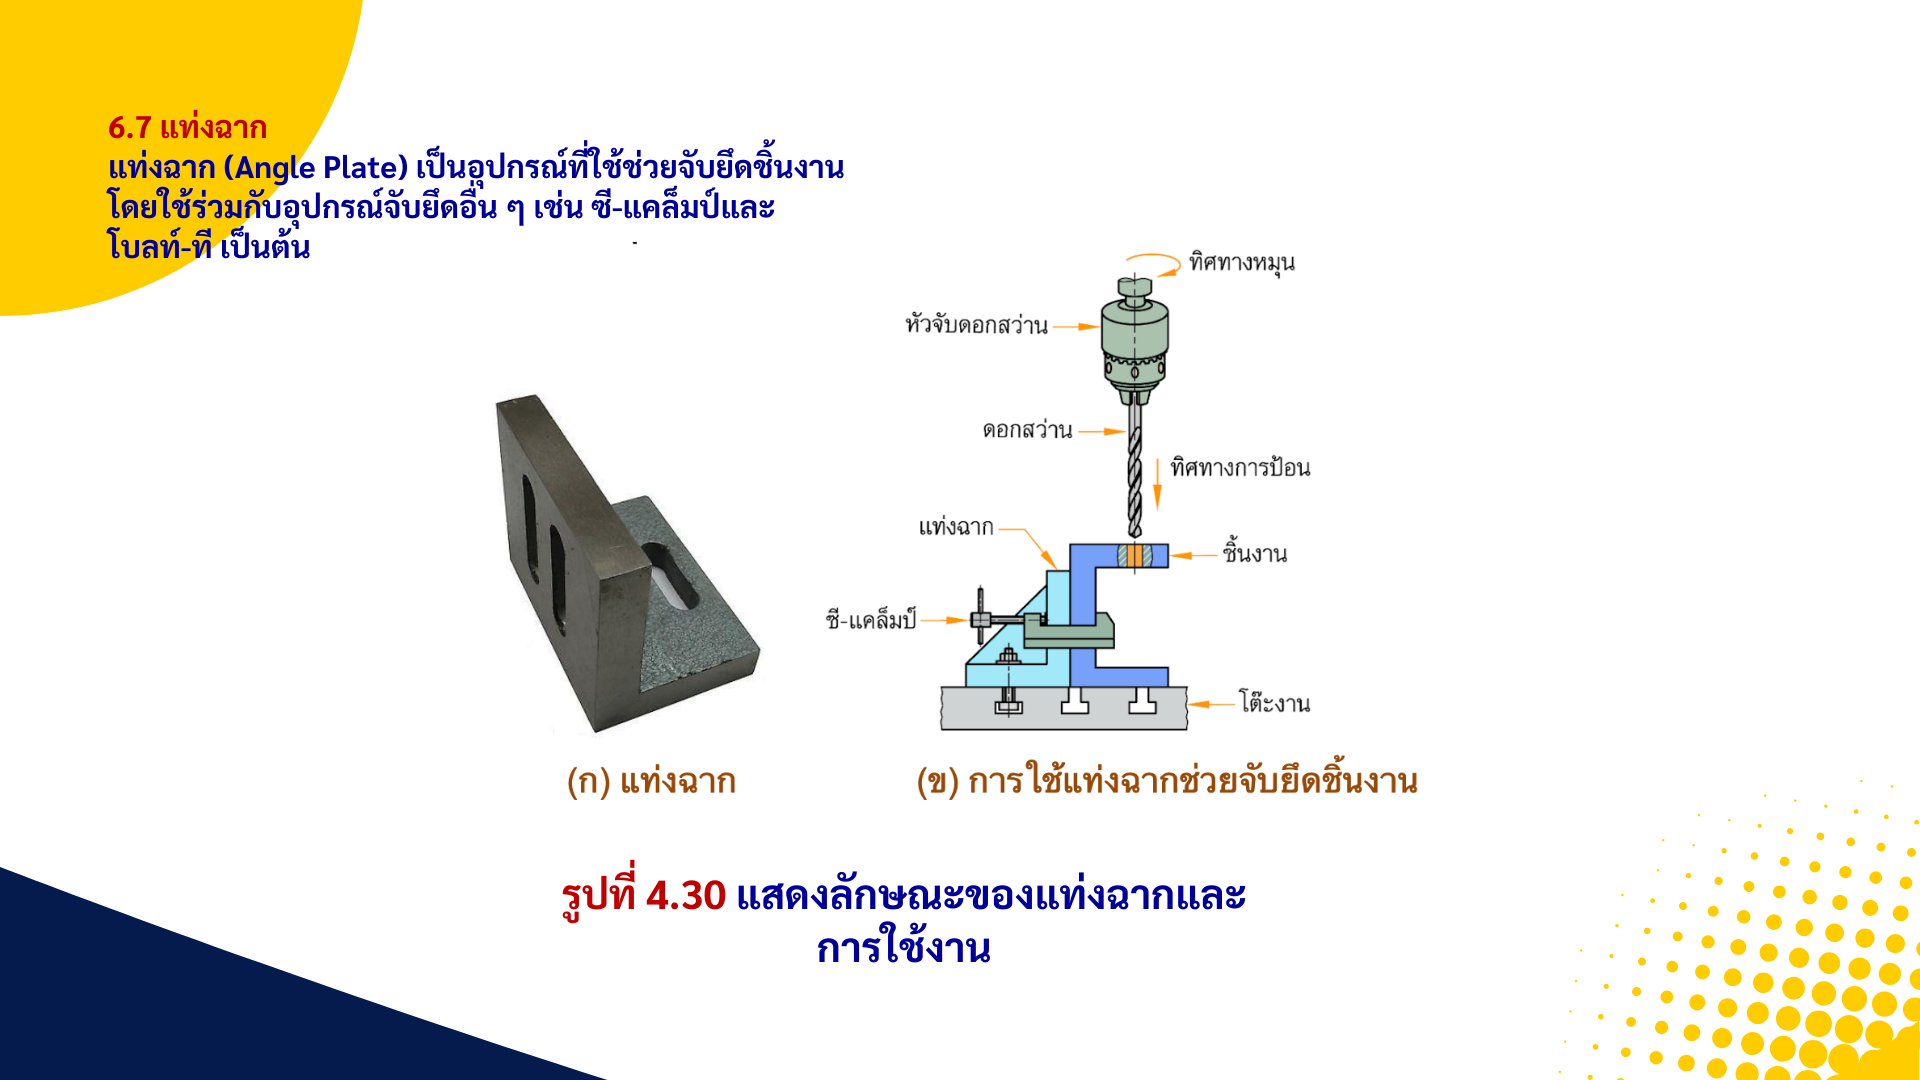 6.7 แท่งฉาก
แท่งฉาก (Angle Plate) เป็นอุปกรณ์ที่ใช้ช่วยจับยึดชิ้นงาน
โดยใช้ร่วมกับอุปกรณ์จับยึดอื่น ๆ เช่น ซี-แคล็มป์และ
โบลท์-ที เป็นต้น
ทิศทางหมุน
หัวจับดอกสว่าน
ดอกสว่าน
ทิศทางการป้อน
แท่งฉาก
ชิ้นงาน
ซี-แคล็มป์
โต๊ะงาน
(ก) แท่งฉาก
(ข) การใช้แท่งฉากช่วยจับยึดชิ้นงาน
รูปที่ 4.30 แสดงลักษณะของแท่งฉากและ
การใช้งาน